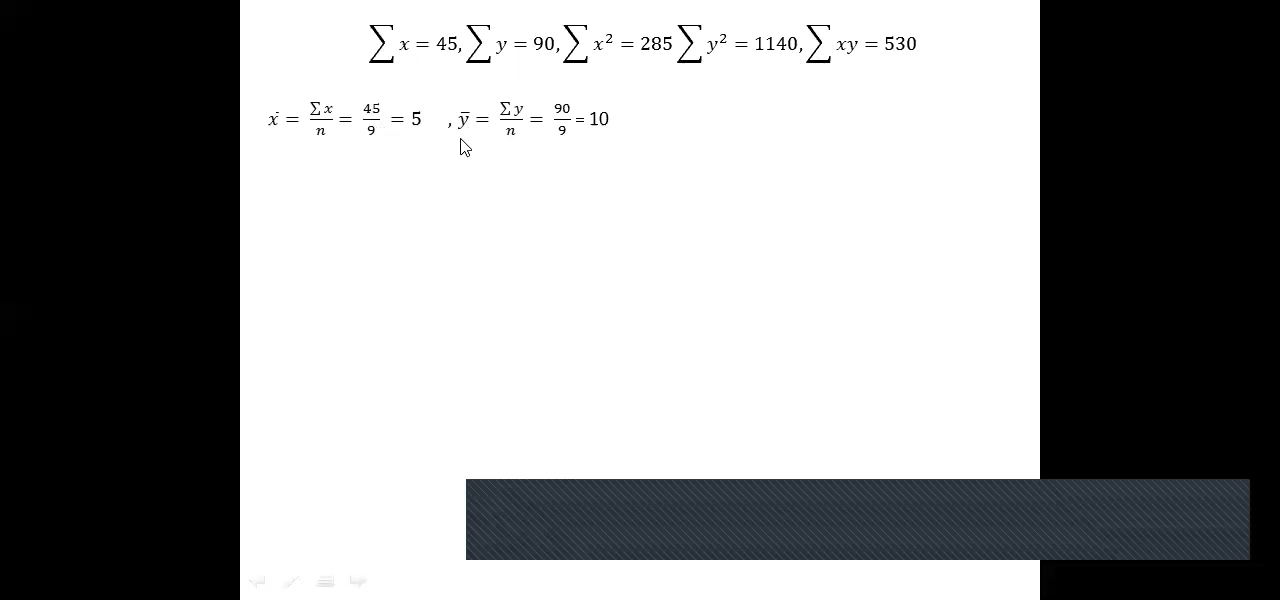 ∑ x = 45, ∑ y = 90, ∑ x² = 285 ∑ y² = 1140, ∑ xy = 530
x̄ = ∑x/n = 45/9 = 5 , ȳ = ∑y/n = 90/9 = 10